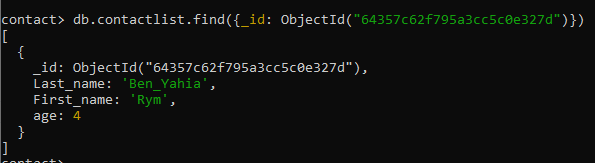 contact> db.contactlist.find({_id: ObjectId("64357c62f795a3cc5c0e327d")})
[
  {
    _id: ObjectId("64357c62f795a3cc5c0e327d"),
    Last_name: 'Ben_Yahia',
    First_name: 'Rym',
    age: 4
  }
]
contact>